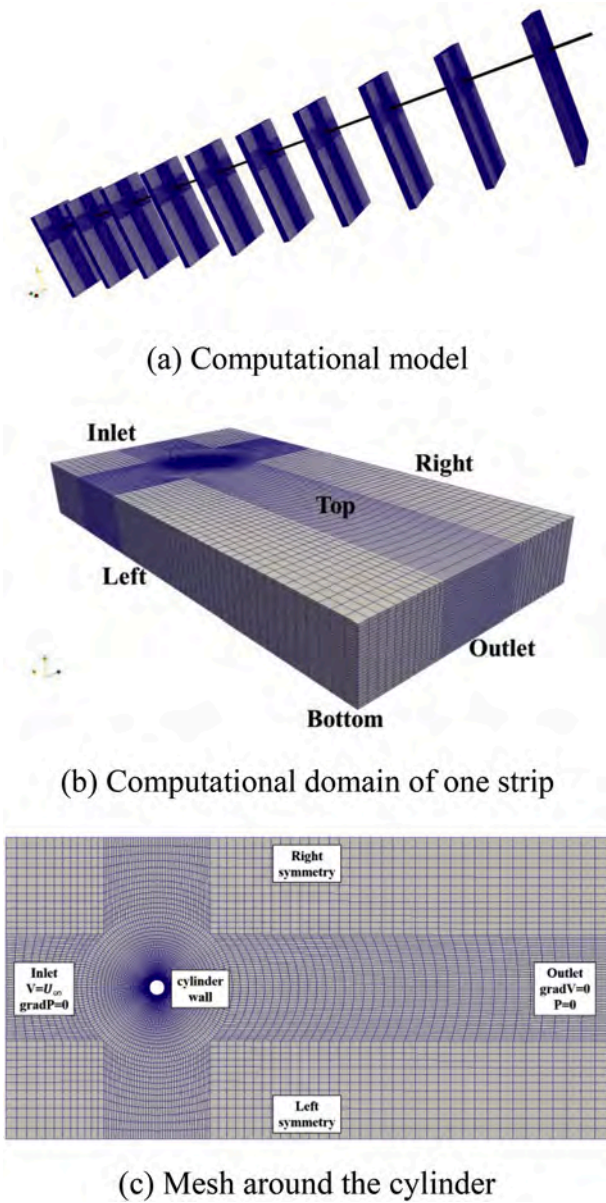 (a) Computational model
Inlet
Right
Top
Left
Outlet
Bottom
(b) Computational domain of one strip
Right
symmetry
Inlet
V=U_on
gradP=0
cylinder
wall
Outlet
gradV=0
P=0
Left
symmetry
(c) Mesh around the cylinder